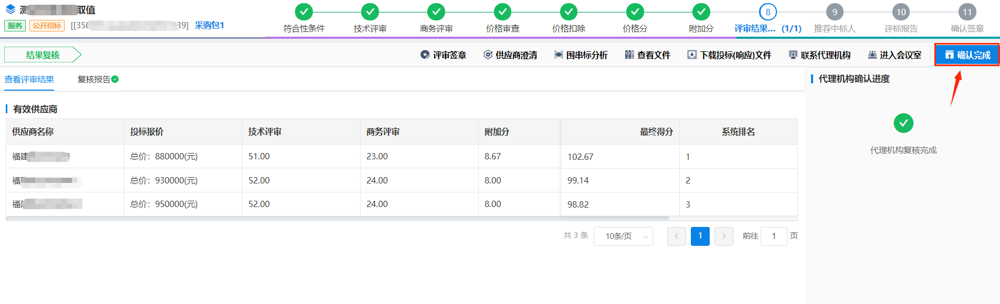 测 取值
服务 公开招标 [[350 39] 采购包1
符合性条件 技术评审 商务评审 价格审查 价格扣除 价格分 附加分 8 评审结果... (1/1) 9 推荐中标人 10 评标报告 11 确认签章
结果复核 评审签章 供应商澄清 围串标分析 查看文件 下载投标(响应)文件 联系代理机构 进入会议室 确认完成
查看评审结果 复核报告
代理机构确认进度
代理机构复核完成
有效供应商
供应商名称 投标报价 技术评审 商务评审 附加分 最终得分 系统排名
福建 总价：880000(元) 51.00 23.00 8.67 102.67 1
福 总价：930000(元) 52.00 24.00 8.00 99.14 2
福 总价：950000(元) 52.00 24.00 8.00 98.82 3
共 3 条 10条/页 1 前往 1 页